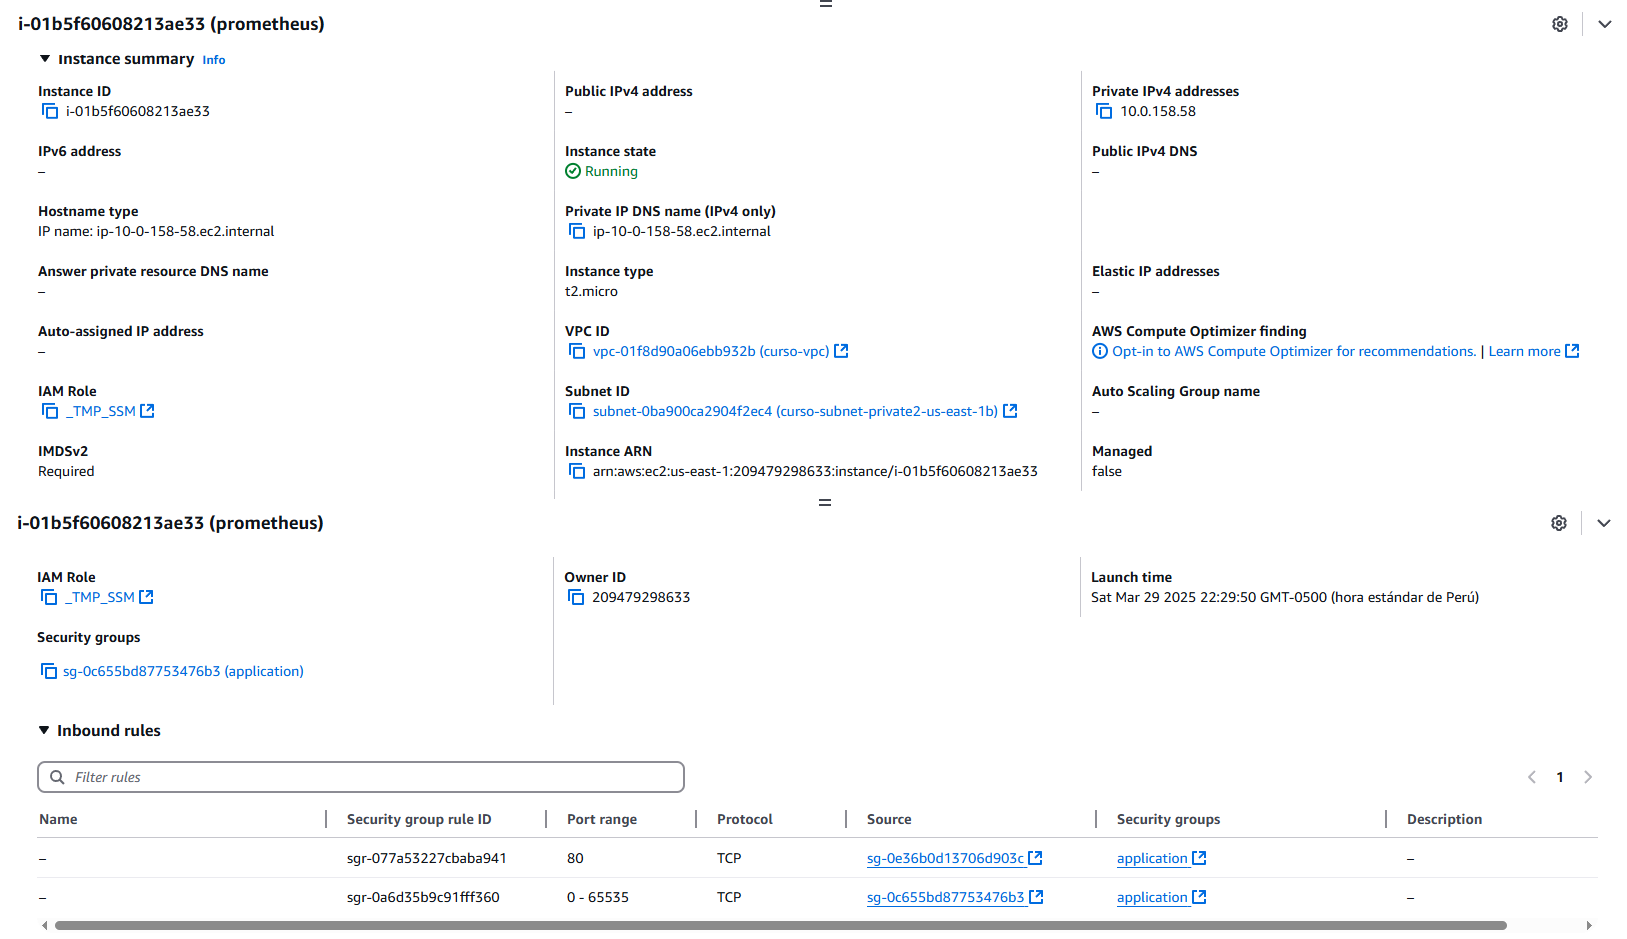 i-01b5f60608213ae33 (prometheus)
Instance summary Info
Instance ID
i-01b5f60608213ae33
Public IPv4 address
–
Private IPv4 addresses
10.0.158.58
IPv6 address
–
Instance state
Running
Public IPv4 DNS
–
Hostname type
IP name: ip-10-0-158-58.ec2.internal
Private IP DNS name (IPv4 only)
ip-10-0-158-58.ec2.internal
Answer private resource DNS name
–
Instance type
t2.micro
Elastic IP addresses
–
Auto-assigned IP address
–
VPC ID
vpc-01f8d90a06ebb932b (curso-vpc)
AWS Compute Optimizer finding
Opt-in to AWS Compute Optimizer for recommendations. | Learn more
IAM Role
_TMP_SSM
Subnet ID
subnet-0ba900ca2904f2ec4 (curso-subnet-private2-us-east-1b)
Auto Scaling Group name
–
IMDSv2
Required
Instance ARN
arn:aws:ec2:us-east-1:209479298633:instance/i-01b5f60608213ae33
Managed
false
i-01b5f60608213ae33 (prometheus)
IAM Role
_TMP_SSM
Owner ID
209479298633
Launch time
Sat Mar 29 2025 22:29:50 GMT-0500 (hora estándar de Perú)
Security groups
sg-0c655bd87753476b3 (application)
Inbound rules
Filter rules
1
Name Security group rule ID Port range Protocol Source Security groups Description
– sgr-077a53227cbaba941 80 TCP sg-0e36b0d13706d903c application –
– sgr-0a6d35b9c91fff360 0 - 65535 TCP sg-0c655bd87753476b3 application –